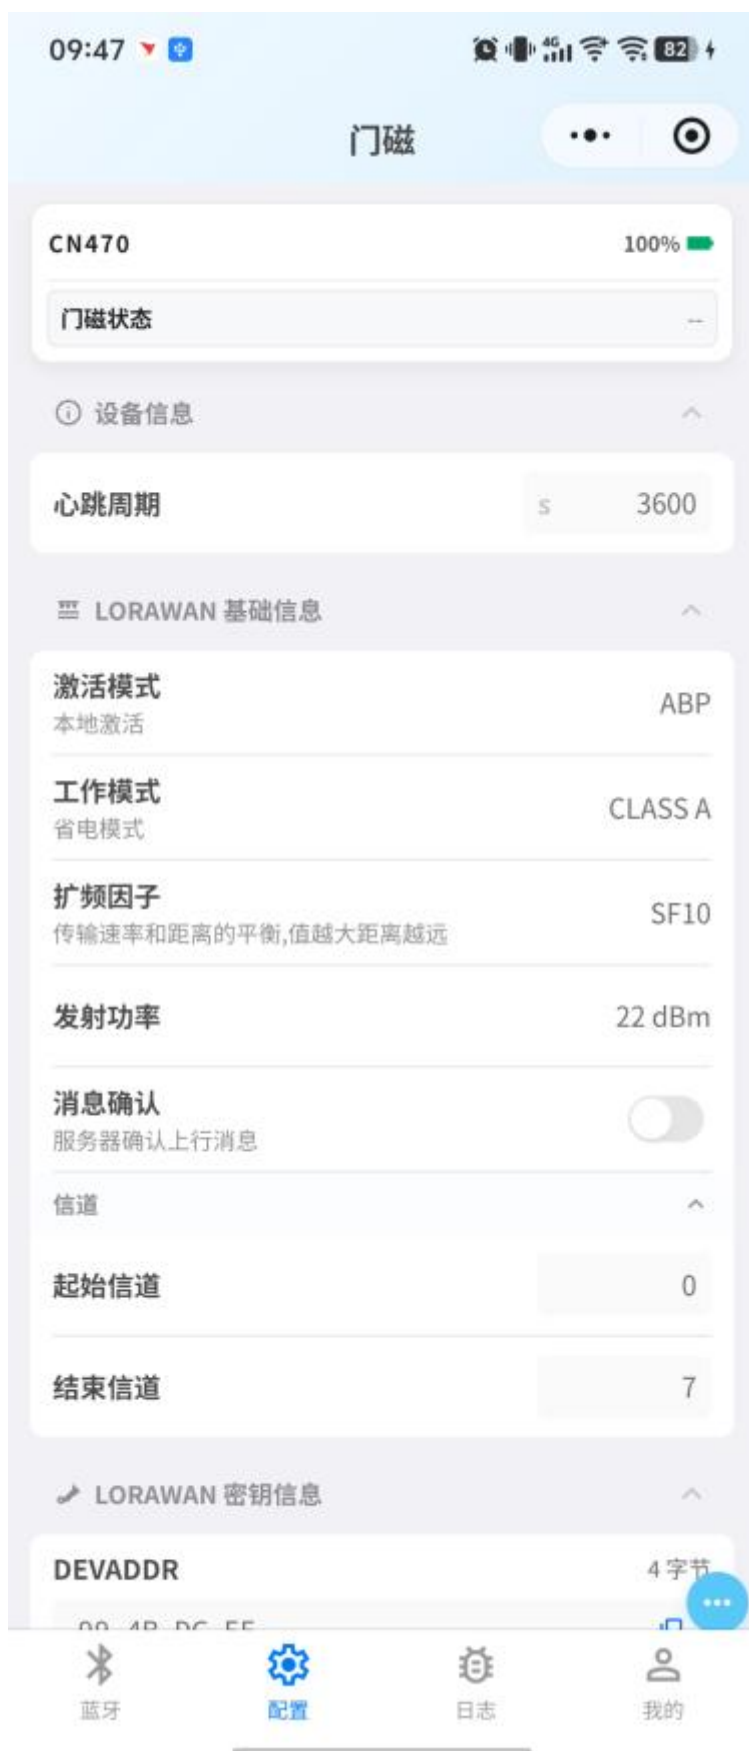 09:47
4G
82
门磁
CN470
100%
门磁状态
--
设备信息
心跳周期
s
3600
LORAWAN 基础信息
激活模式
ABP
本地激活
工作模式
CLASS A
省电模式
扩频因子
SF10
传输速率和距离的平衡,值越大距离越远
发射功率
22 dBm
消息确认
服务器确认上行消息
信道
起始信道
0
结束信道
7
LORAWAN 密钥信息
DEVADDR
4 字节
蓝牙
配置
日志
我的